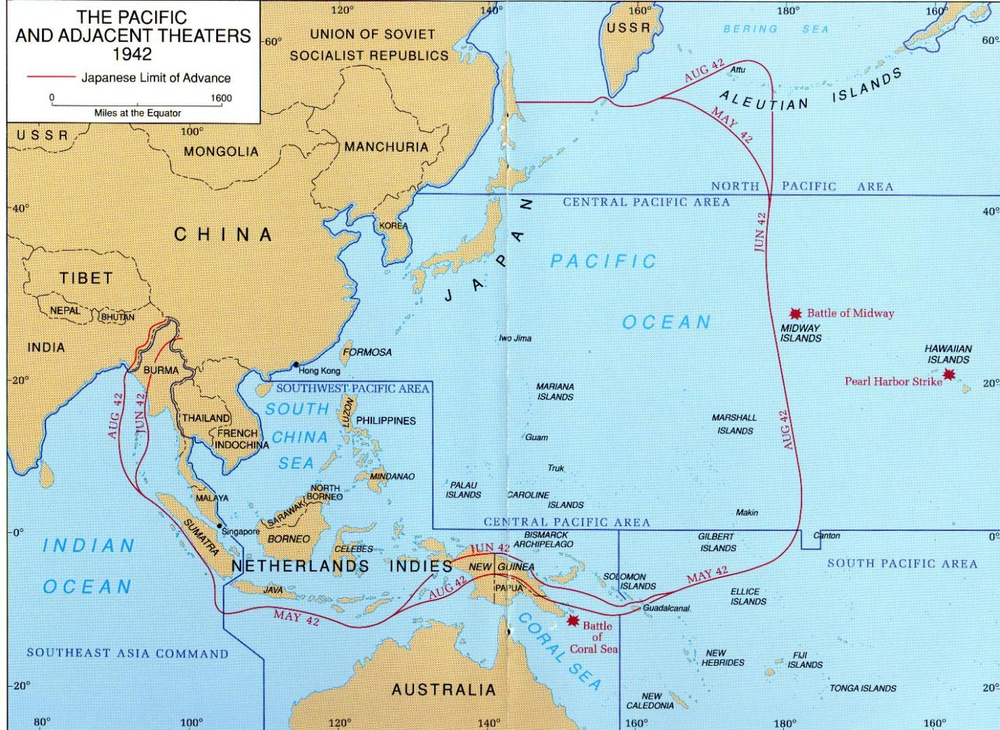 THE PACIFIC
AND ADJACENT THEATERS
1942
Japanese Limit of Advance
0 1600
Miles at the Equator
120° 140° 160° 180° 160°
UNION OF SOVIET
SOCIALIST REPUBLICS
USSR
BERING SEA
60° 60°
AUG 42
Attu
ALEUTIAN ISLANDS
MAY 42
USSR
100°
MONGOLIA
MANCHURIA
NORTH PACIFIC AREA
CENTRAL PACIFIC AREA
40° 40°
CHINA
KOREA
JAPAN
JUN 42
PACIFIC
OCEAN
TIBET
NEPAL
BHUTAN
INDIA
BURMA
Battle of Midway
MIDWAY
ISLANDS
Iwo Jima
FORMOSA
Hong Kong
HAWAIIAN
ISLANDS
Pearl Harbor Strike
20° 20°
SOUTHWEST PACIFIC AREA
MARIANA
ISLANDS
SOUTH
CHINA
SEA
LUZON
PHILIPPINES
AUG 42
JUN 42
THAILAND
FRENCH
INDOCHINA
MARSHALL
ISLANDS
AUG 42
Guam
Truk
MINDANAO
PALAU
ISLANDS
CAROLINE
ISLANDS
NORTH
BORNEO
MALAYA
SARAWAK
Makin
CENTRAL PACIFIC AREA
0° 0°
Singapore
SUMATRA
BORNEO
CELEBES
BISMARCK
ARCHIPELAGO
GILBERT
ISLANDS
Canton
INDIAN
OCEAN
NETHERLANDS INDIES
JUN 42
NEW GUINEA
SOUTH PACIFIC AREA
JAVA
AUG 42
PAPUA
SOLOMON
ISLANDS
MAY 42
ELLICE
ISLANDS
MAY 42
Guadalcanal
Battle
of
Coral Sea
CORAL SEA
SOUTHEAST ASIA COMMAND
NEW
HEBRIDES
FIJI
ISLANDS
20° 20°
AUSTRALIA
TONGA ISLANDS
NEW
CALEDONIA
80° 100° 120° 140° 160° 180° 160°